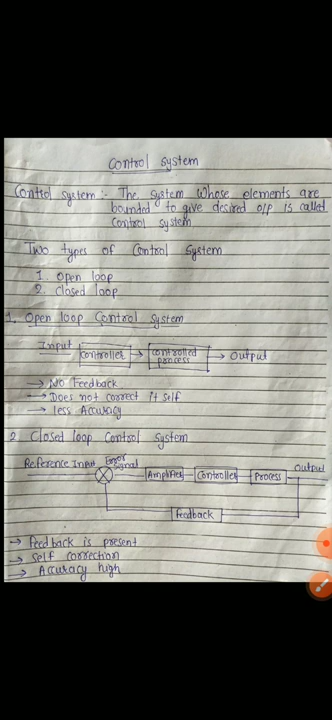 Control System
Control System :- The System Whose elements are
bounded to give desired o/p is called
Control System
Two types of Control System
1. Open loop
2. Closed loop
1. Open loop Control System
Input Controller → Controlled process → Output
→ No Feedback
→ Does not correct it self
→ less Accuracy
2 Closed loop Control System
Reference Input Error signal Amplifier Controller Process Output
Feedback
→ Feedback is present
→ Self correction
→ Accuracy high